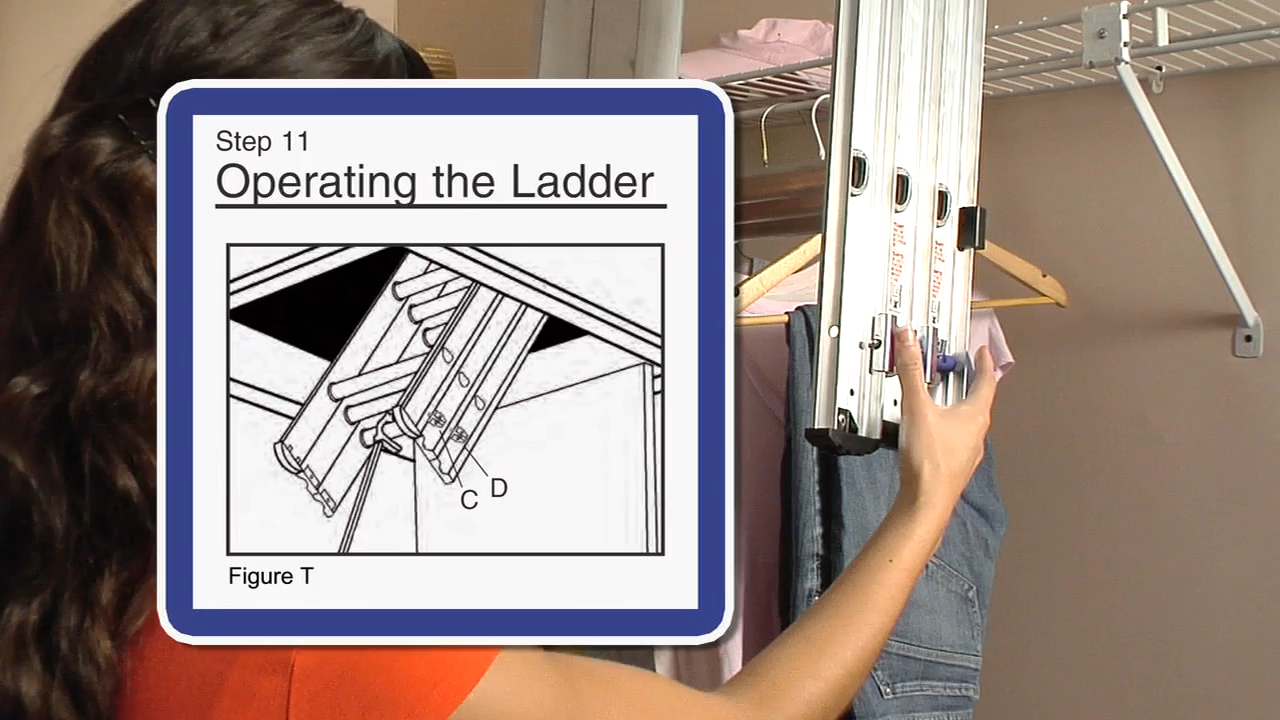 Step 11
Operating the Ladder
C
D
Figure T